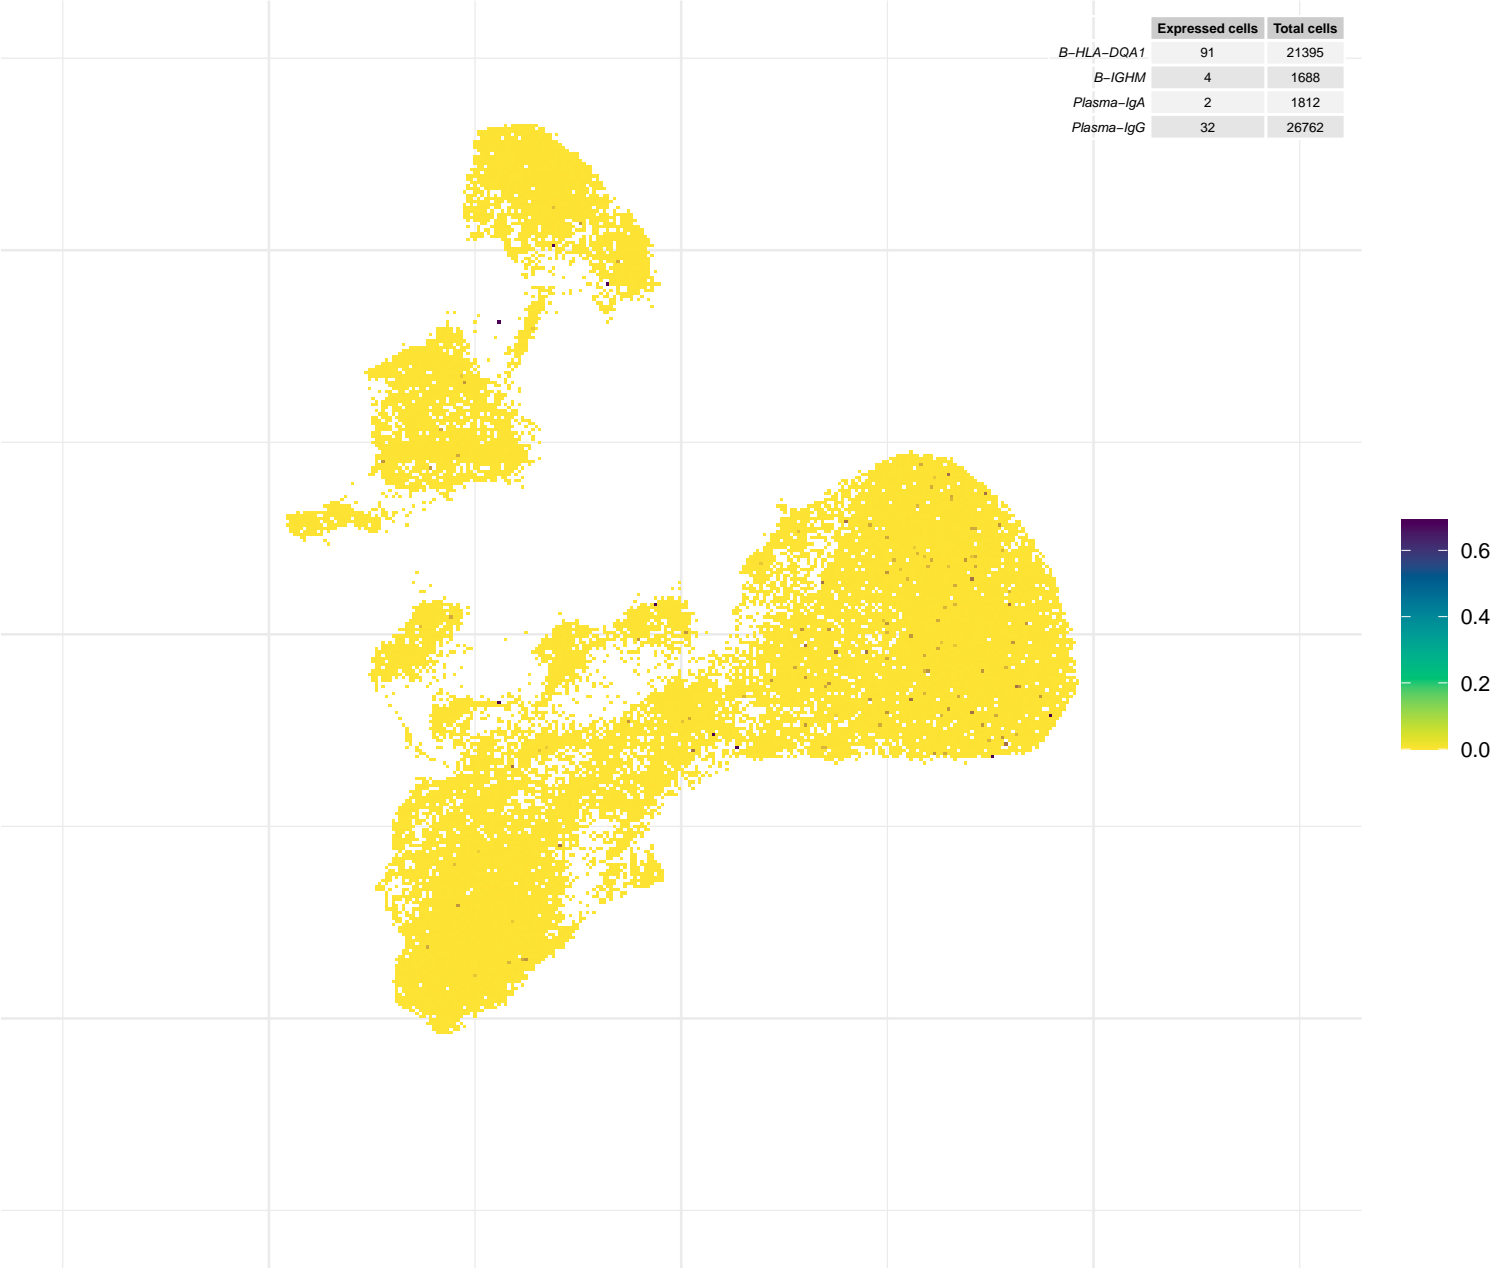 Expressed cells Total cells
B−HLA−DQA1 91 21395
B−IGHM 4 1688
Plasma−IgA 2 1812
Plasma−IgG 32 26762
0.6
0.4
0.2
0.0